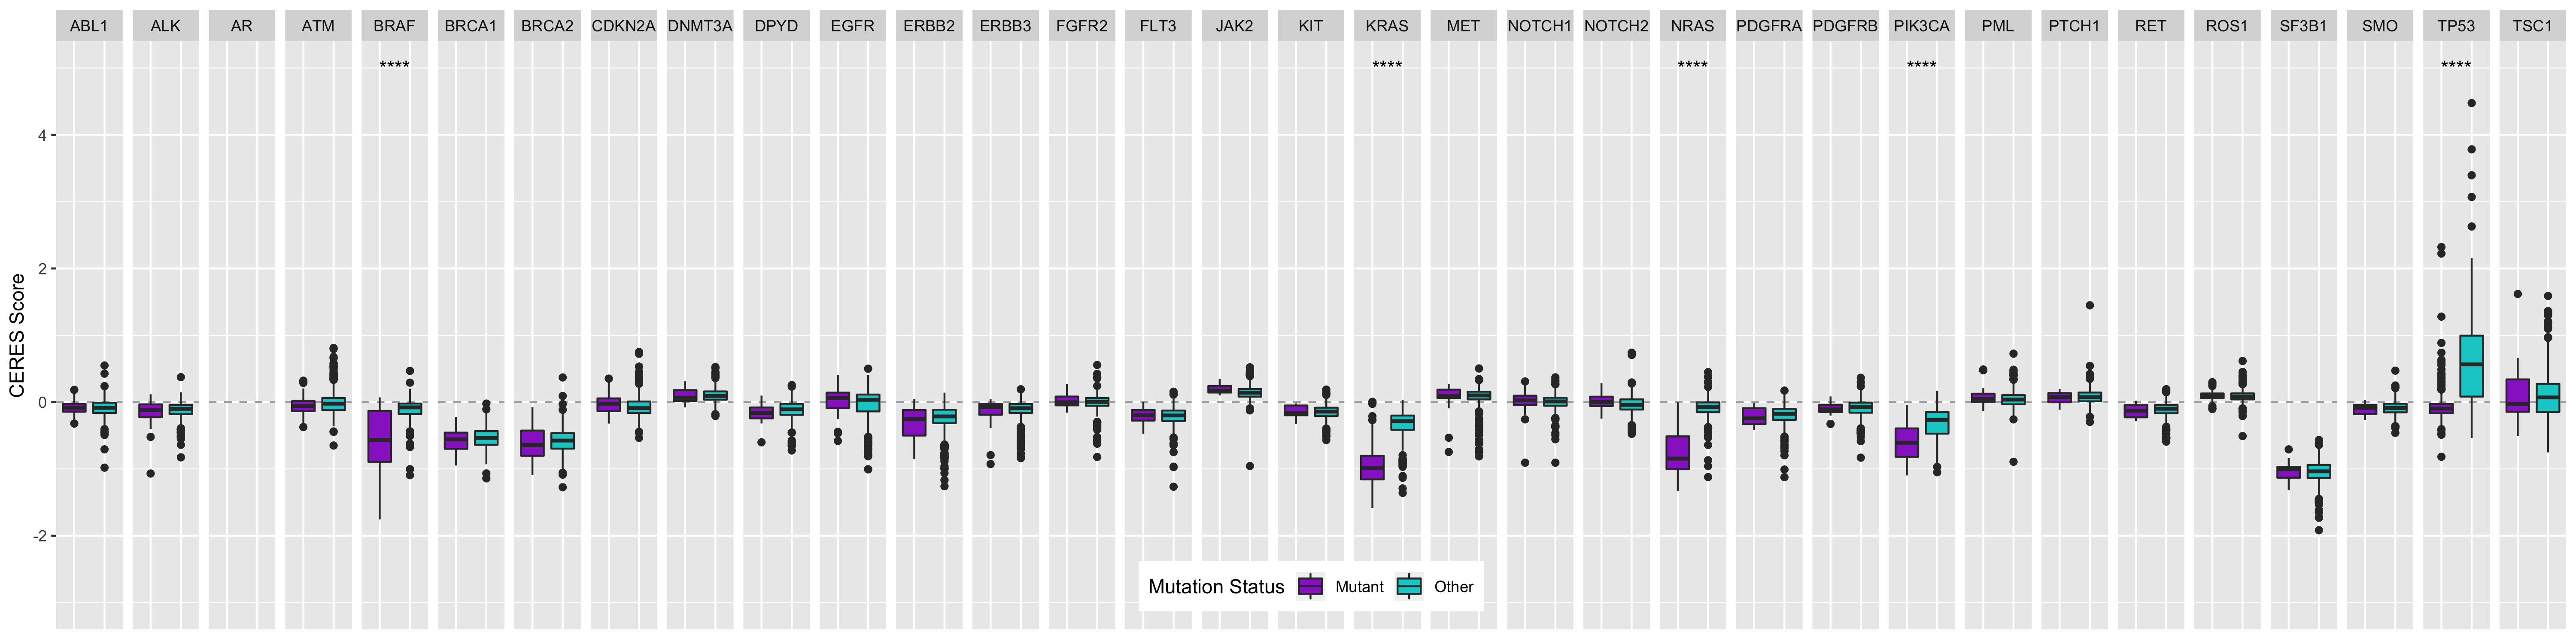 ABL1 ALK AR ATM BRAF BRCA1 BRCA2 CDKN2A DNMT3A DPYD EGFR ERBB2 ERBB3 FGFR2 FLT3 JAK2 KIT KRAS MET NOTCH1 NOTCH2 NRAS PDGFRA PDGFRB PIK3CA PML PTCH1 RET ROS1 SF3B1 SMO TP53 TSC1
**** **** **** **** ****
4
2
0
-2
CERES Score
Mutation Status Mutant Other